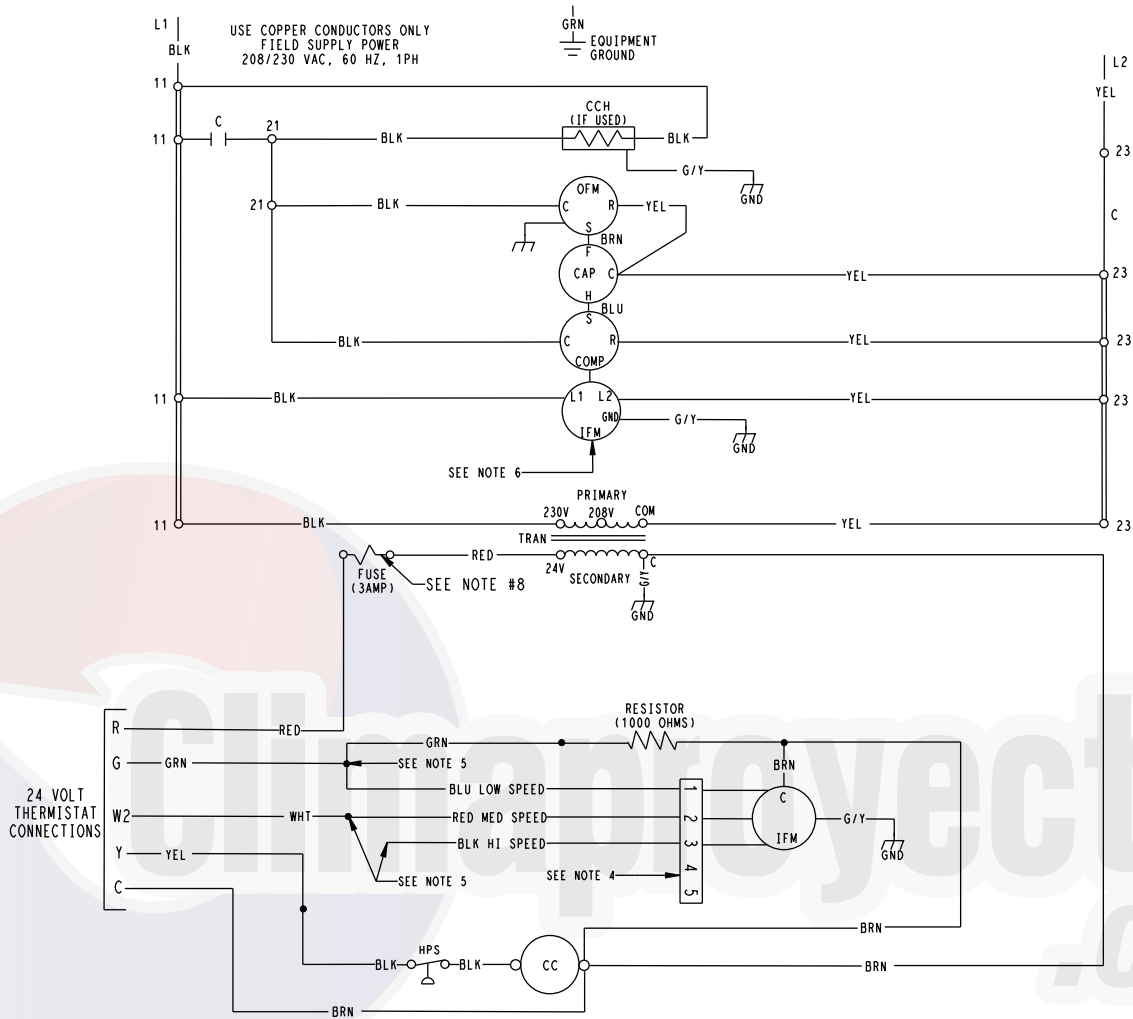 L1
BLK
USE COPPER CONDUCTORS ONLY
FIELD SUPPLY POWER
208/230 VAC, 60 HZ, 1PH
GRN
EQUIPMENT
GROUND
L2
YEL
11
CCH
(IF USED)
11
C
21
BLK
BLK
23
G/Y
GND
21
BLK
OFM
C
R
S
YEL
BRN
C
F
CAP
C
H
YEL
23
BLU
BLK
S
C
R
COMP
YEL
23
11
BLK
L1 L2
GND
IFM
YEL
23
G/Y
GND
SEE NOTE 6
PRIMARY
230V 208V COM
11
BLK
YEL
23
TRAN
FUSE
(3AMP)
RED
SEE NOTE #8
24V
SECONDARY
C
G/Y
GND
24 VOLT
THERMISTAT
CONNECTIONS
R
RED
RESISTOR
(1000 OHMS)
GRN
G
GRN
SEE NOTE 5
BRN
BLU LOW SPEED
1
C
W2
WHT
RED MED SPEED
2
G/Y
IFM
GND
BLK HI SPEED
3
Y
YEL
SEE NOTE 5
SEE NOTE 4
4
5
C
BRN
HPS
BLK
BLK
CC
BRN
BRN
Climaproyect
.c